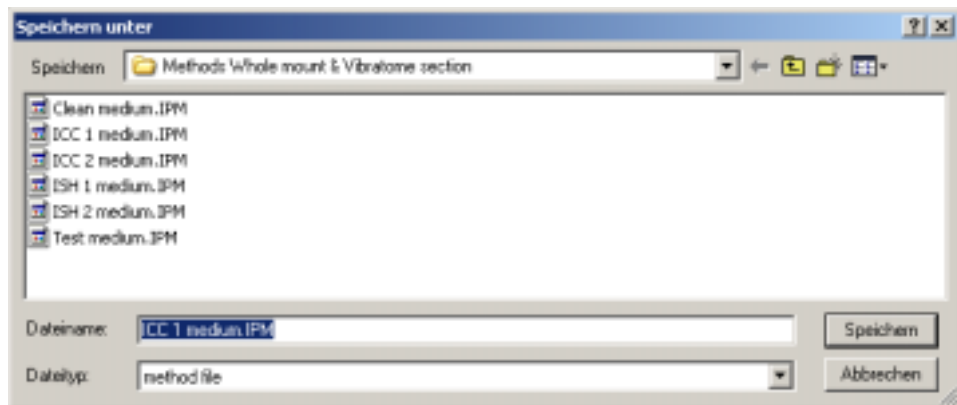 Speichern unter
Speichern Methods Whole mount & Vibratome section
Clean medium.IPM
ICC 1 medium.IPM
ICC 2 medium.IPM
ISH 1 medium.IPM
ISH 2 medium.IPM
Test medium.IPM
Dateiname: ICC 1 medium.IPM Speichern
Dateityp: method file Abbrechen